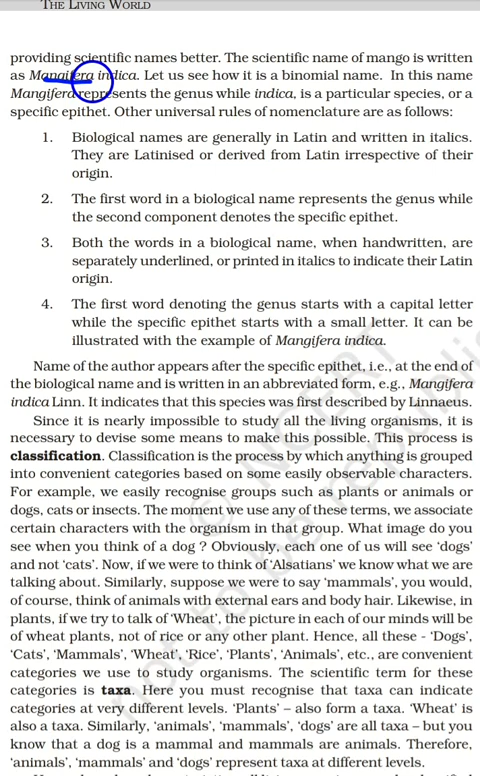 THE LIVING WORLD
providing scientific names better. The scientific name of mango is written
as Mangifera indica. Let us see how it is a binomial name. In this name
Mangifera represents the genus while indica, is a particular species, or a
specific epithet. Other universal rules of nomenclature are as follows:
1. Biological names are generally in Latin and written in italics.
They are Latinised or derived from Latin irrespective of their
origin.
2. The first word in a biological name represents the genus while
the second component denotes the specific epithet.
3. Both the words in a biological name, when handwritten, are
separately underlined, or printed in italics to indicate their Latin
origin.
4. The first word denoting the genus starts with a capital letter
while the specific epithet starts with a small letter. It can be
illustrated with the example of Mangifera indica.
Name of the author appears after the specific epithet, i.e., at the end of
the biological name and is written in an abbreviated form, e.g., Mangifera
indica Linn. It indicates that this species was first described by Linnaeus.
Since it is nearly impossible to study all the living organisms, it is
necessary to devise some means to make this possible. This process is
classification. Classification is the process by which anything is grouped
into convenient categories based on some easily observable characters.
For example, we easily recognise groups such as plants or animals or
dogs, cats or insects. The moment we use any of these terms, we associate
certain characters with the organism in that group. What image do you
see when you think of a dog ? Obviously, each one of us will see ‘dogs’
and not ‘cats’. Now, if we were to think of ‘Alsatians’ we know what we are
talking about. Similarly, suppose we were to say ‘mammals’, you would,
of course, think of animals with external ears and body hair. Likewise, in
plants, if we try to talk of ‘Wheat’, the picture in each of our minds will be
of wheat plants, not of rice or any other plant. Hence, all these - ‘Dogs’,
‘Cats’, ‘Mammals’, ‘Wheat’, ‘Rice’, ‘Plants’, ‘Animals’, etc., are convenient
categories we use to study organisms. The scientific term for these
categories is taxa. Here you must recognise that taxa can indicate
categories at very different levels. ‘Plants’ – also form a taxa. ‘Wheat’ is
also a taxa. Similarly, ‘animals’, ‘mammals’, ‘dogs’ are all taxa – but you
know that a dog is a mammal and mammals are animals. Therefore,
‘animals’, ‘mammals’ and ‘dogs’ represent taxa at different levels.
© NCERT
not to be republis